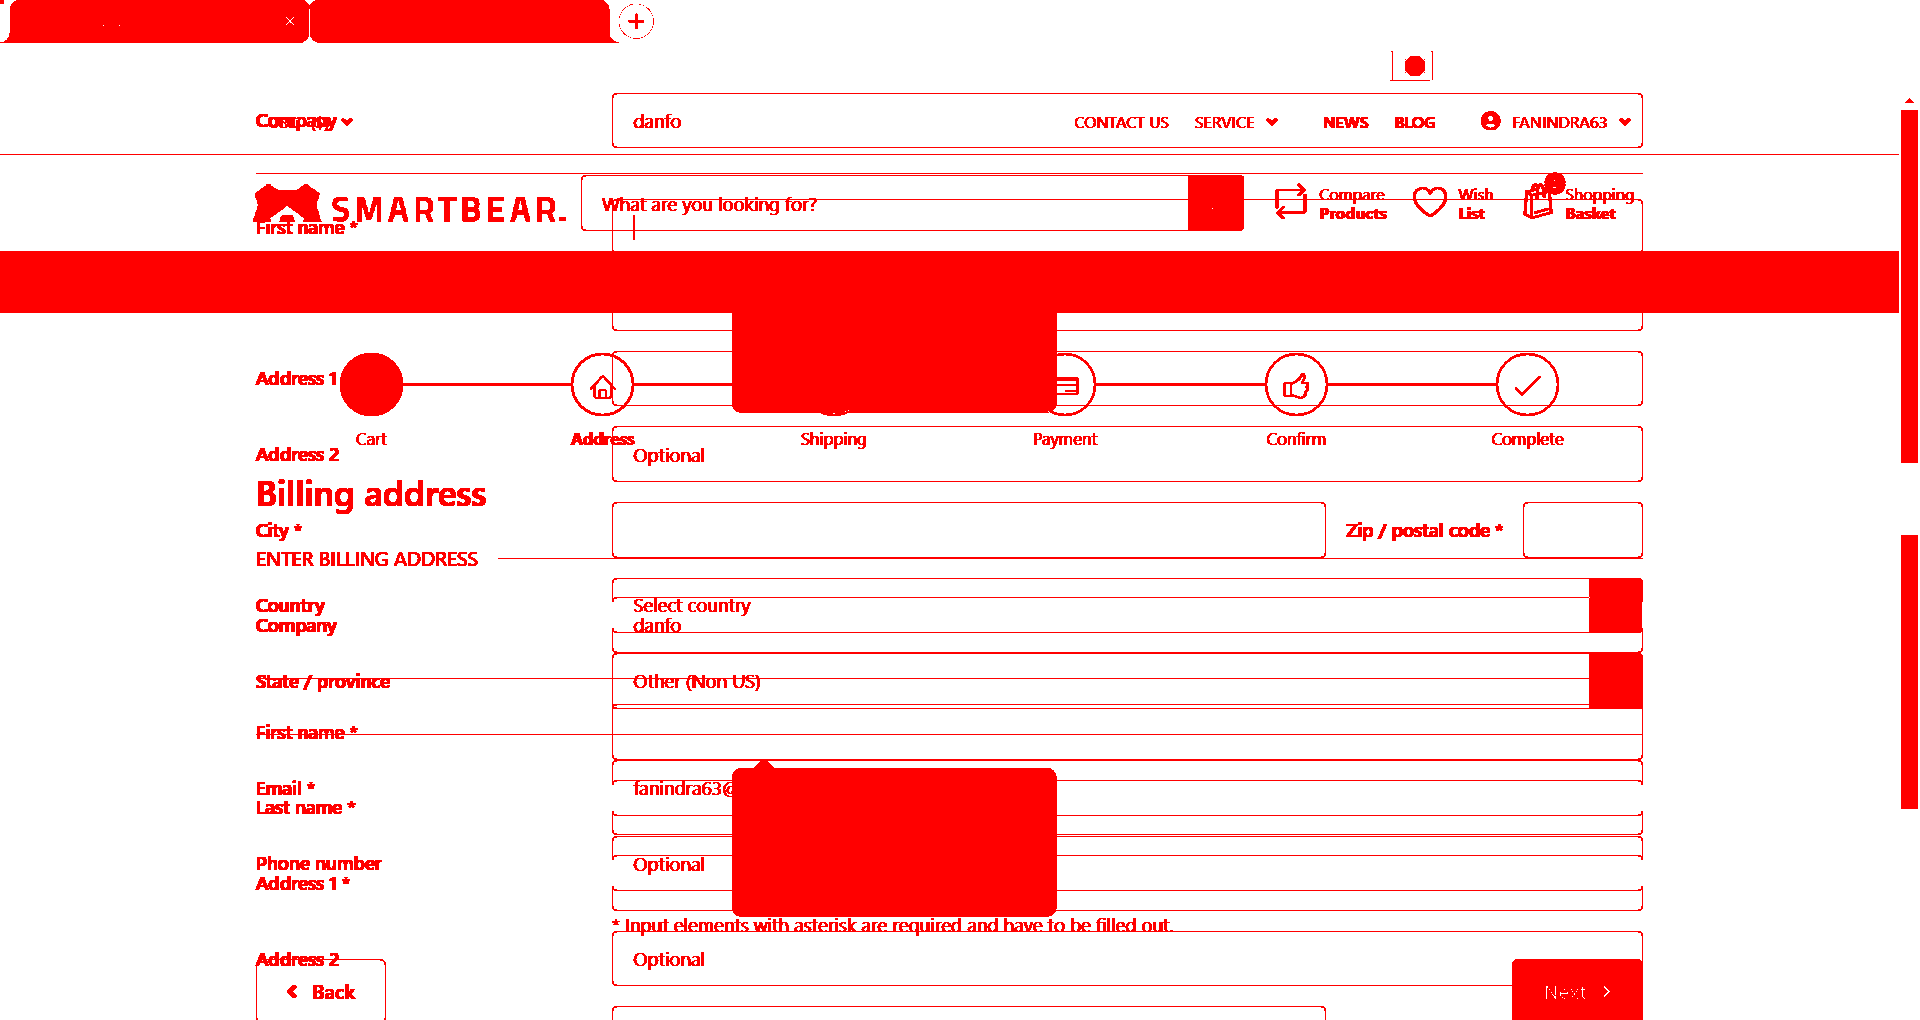 Company
danfo
CONTACT US SERVICE NEWS BLOG FANINDRA63
SMARTBEAR.
What are you looking for?
Compare Products
Wish List
Shopping Basket
First name *
Address 1
Cart
Address
Shipping
Payment
Confirm
Complete
Address 2
Optional
Billing address
City *
Zip / postal code *
ENTER BILLING ADDRESS
Country
Select country
Company
danfo
State / province
Other (Non US)
First name *
Email *
fanindra63@
Last name *
Phone number
Optional
Address 1 *
* Input elements with asterisk are required and have to be filled out.
Address 2
Optional
Back
Next